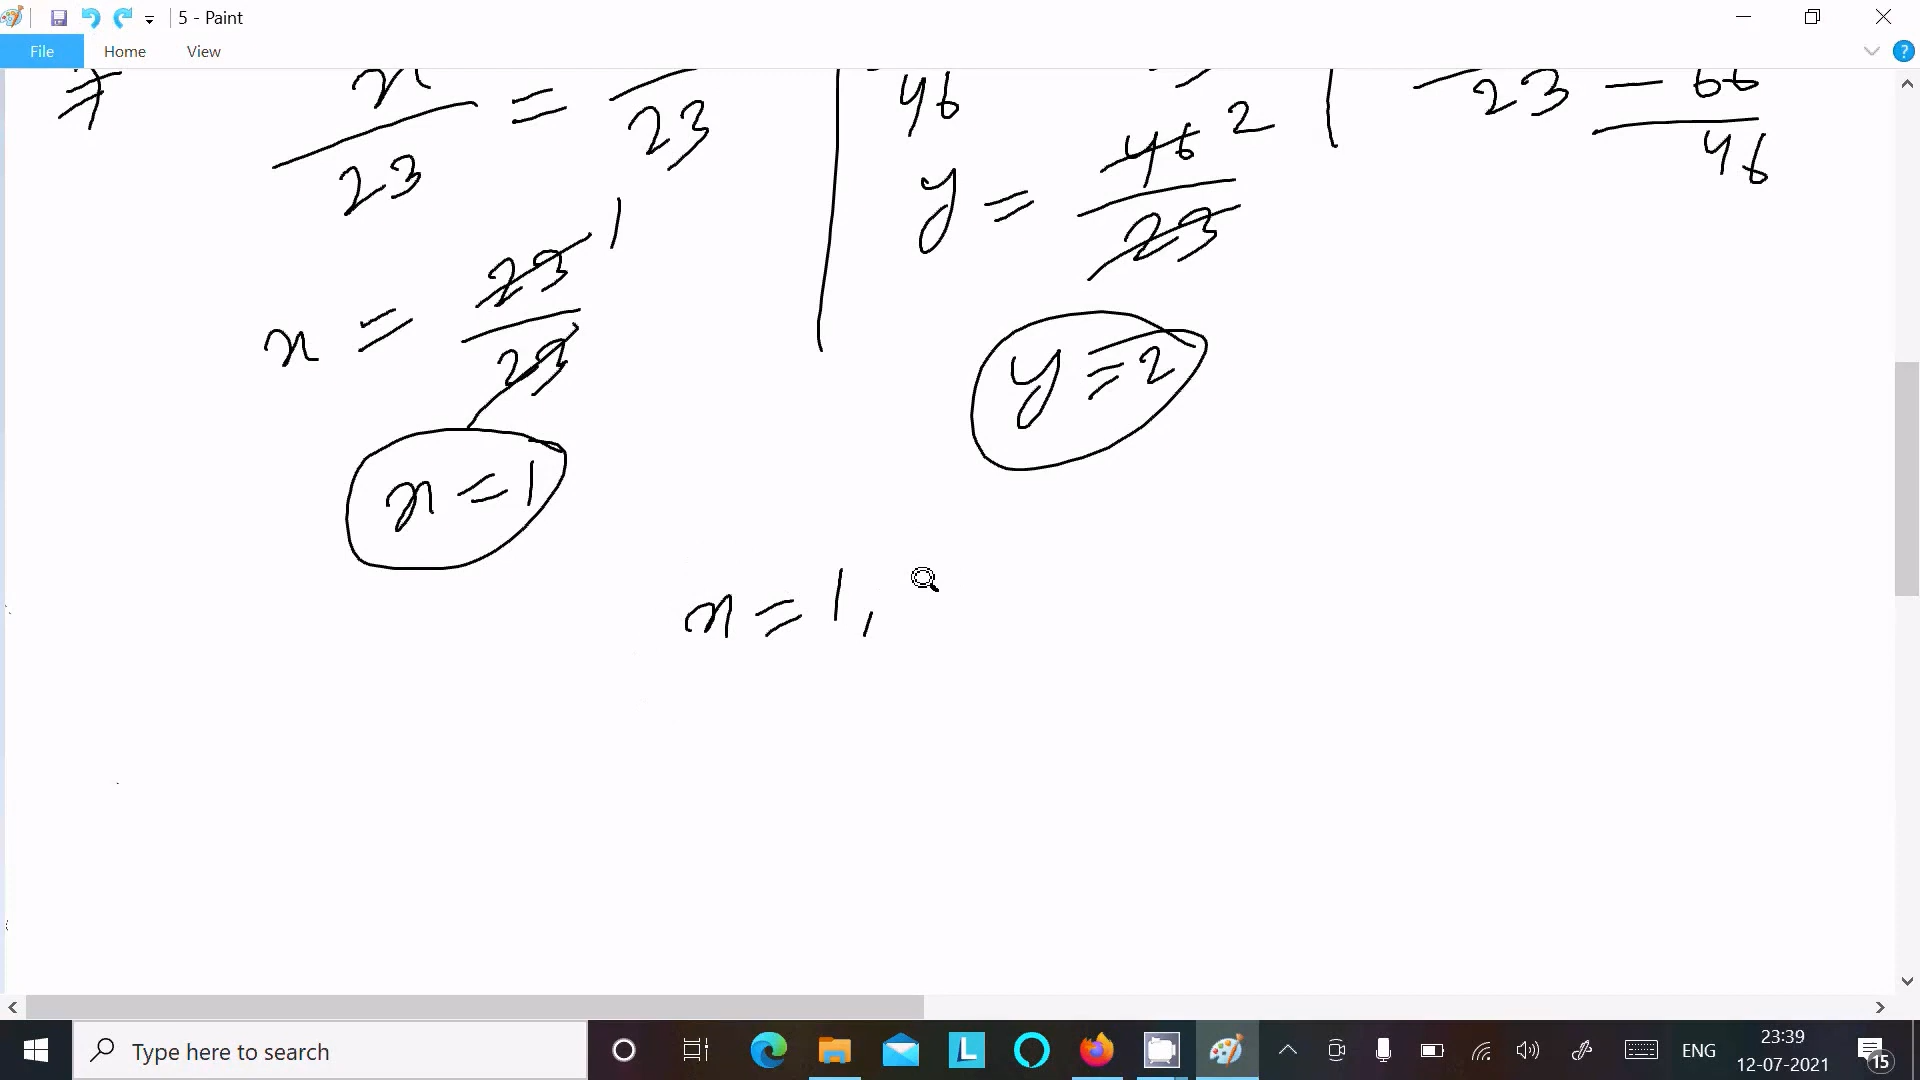 5 - Paint
File Home View
x/23 = /23
46
y = 46/23 2
23 - 66
46
x = 23/23 1
y = 2
x = 1
x = 1,
Type here to search
L
ENG
23:39
12-07-2021
15